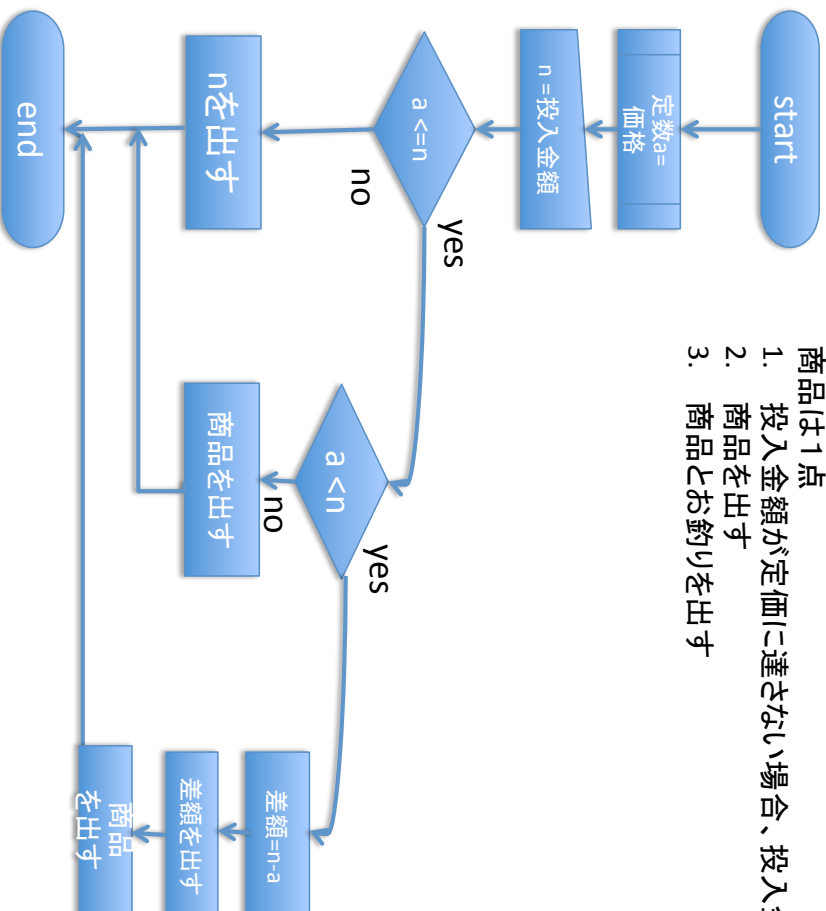 商品は1点
1. 投入金額が定価に達さない場合、投入
2. 商品を出す
3. 商品とお釣りを出す
start
定数a=
価格
n =投入金額
a <=n
yes
no
nを出す
a <n
yes
no
商品を出す
差額=n-a
差額を出す
商品
を出す
end